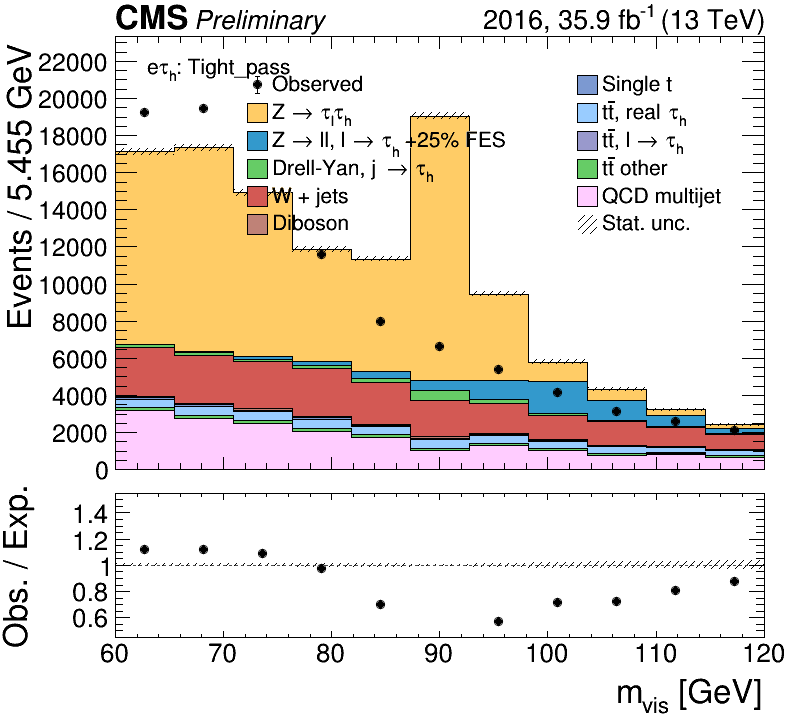 CMS Preliminary 2016, 35.9 fb⁻¹ (13 TeV)
eτₕ: Tight_pass
Observed
Z → τₗτₕ
Z → ll, l → τₕ +25% FES
Drell-Yan, j → τₕ
W + jets
Diboson
Single t
tt̄, real τₕ
tt̄, l → τₕ
tt̄ other
QCD multijet
Stat. unc.
Events / 5.455 GeV
22000
20000
18000
16000
14000
12000
10000
8000
6000
4000
2000
0
Obs. / Exp.
1.4
1.2
1
0.8
0.6
60 70 80 90 100 110 120
m_vis [GeV]